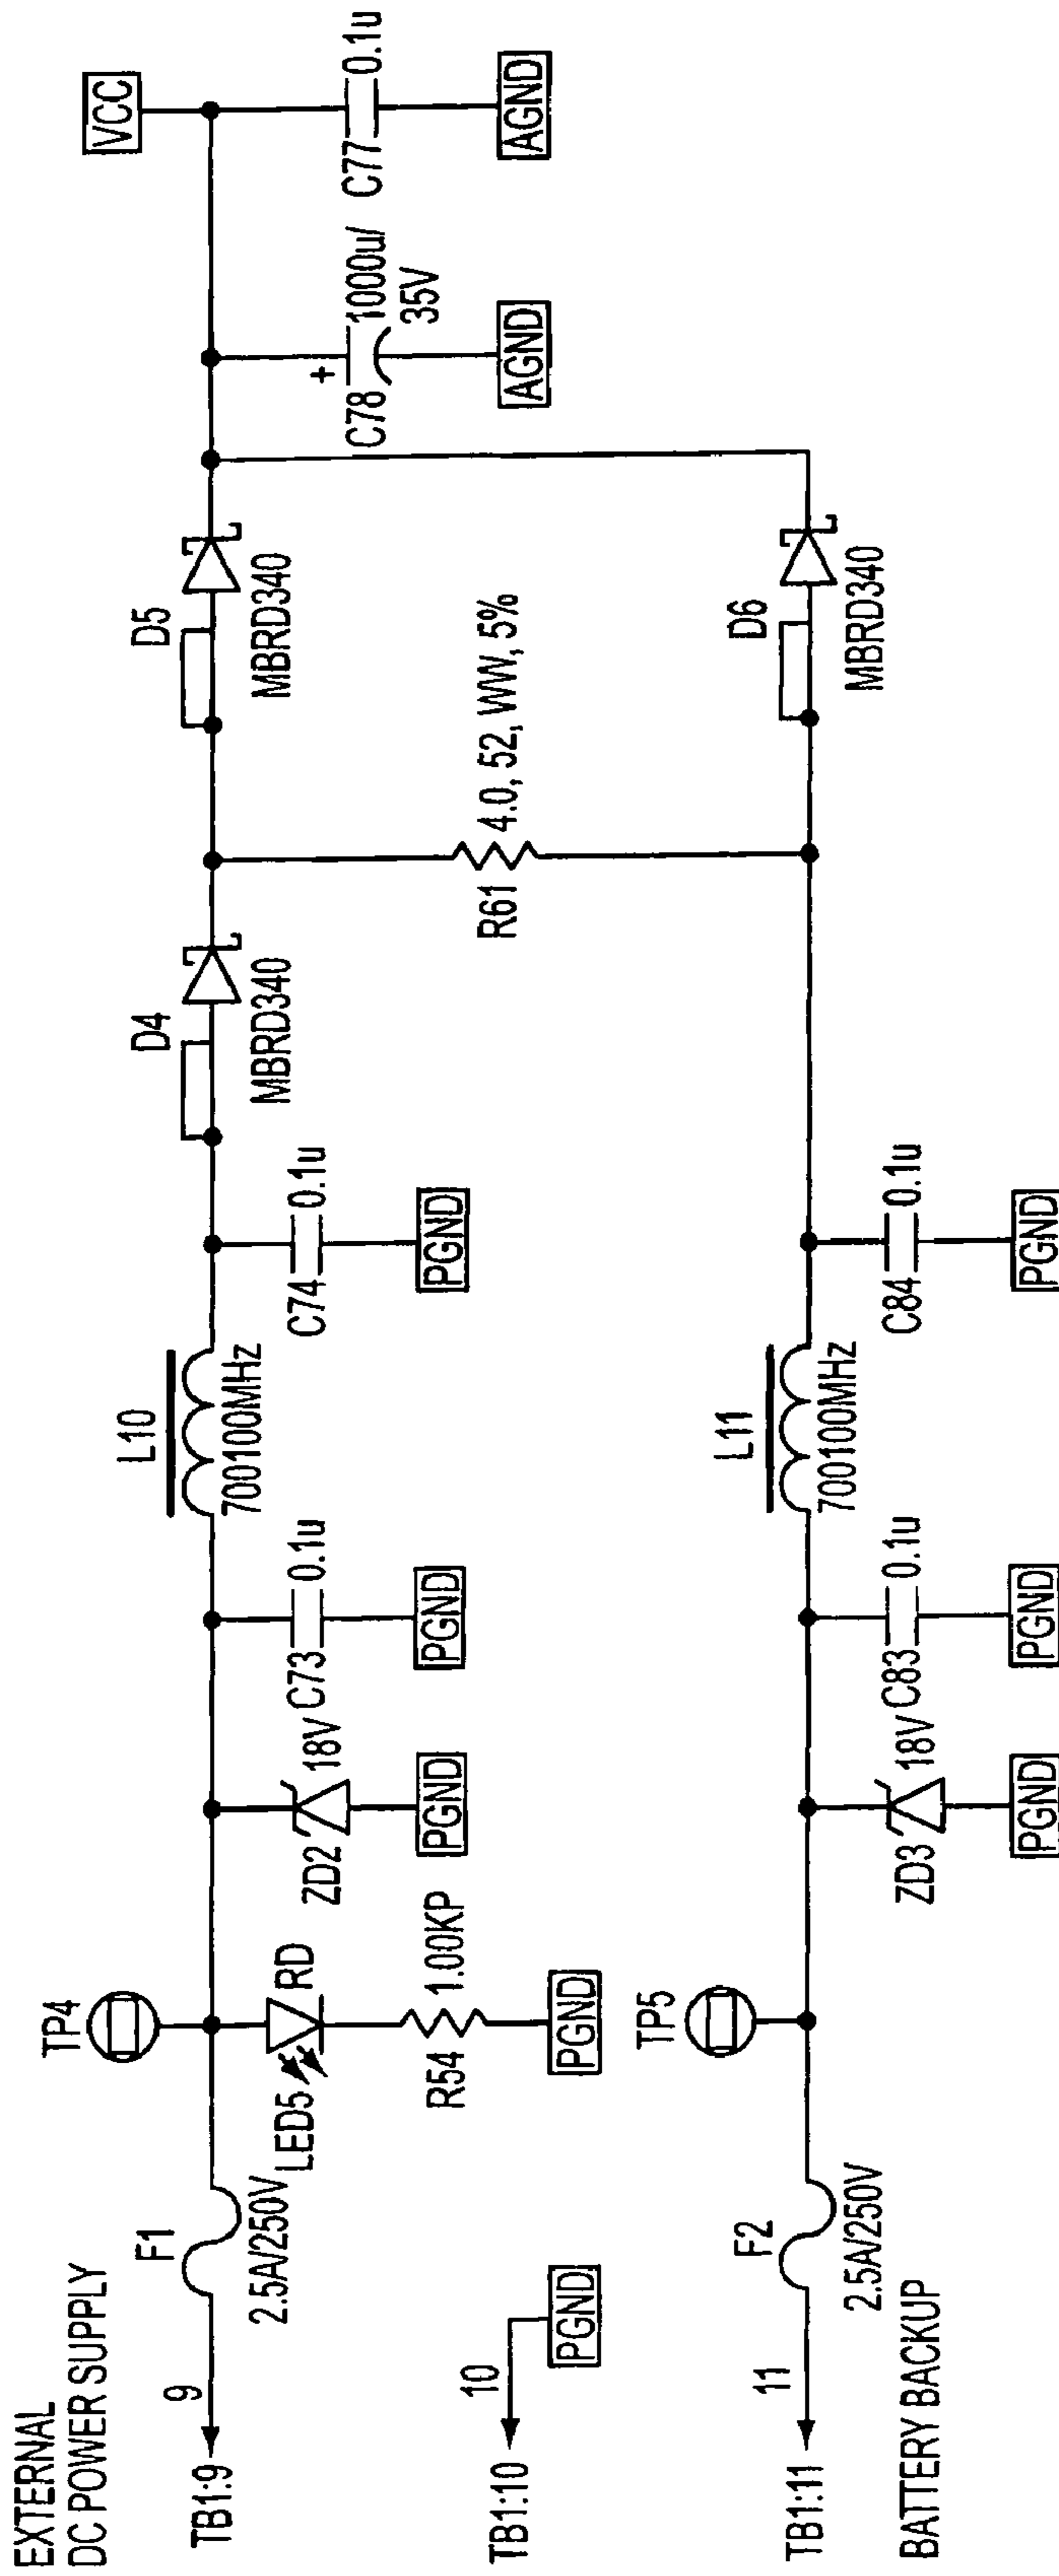 EXTERNAL
DC POWER SUPPLY
TB1:9
9
F1
2.5A/250V
TP4
LED5
RD
R54
1.00KP
PGND
ZD2
18V
PGND
C73
0.1u
PGND
L10
700100MHz
C74
0.1u
PGND
D4
MBRD340
D5
MBRD340
R61
4.0, 52, WW, 5%
C78
+
1000u/
35V
AGND
VCC
C77
0.1u
AGND
TB1:10
10
PGND
TB1:11
11
BATTERY BACKUP
F2
2.5A/250V
TP5
ZD3
18V
PGND
C83
0.1u
PGND
L11
700100MHz
C84
0.1u
PGND
D6
MBRD340